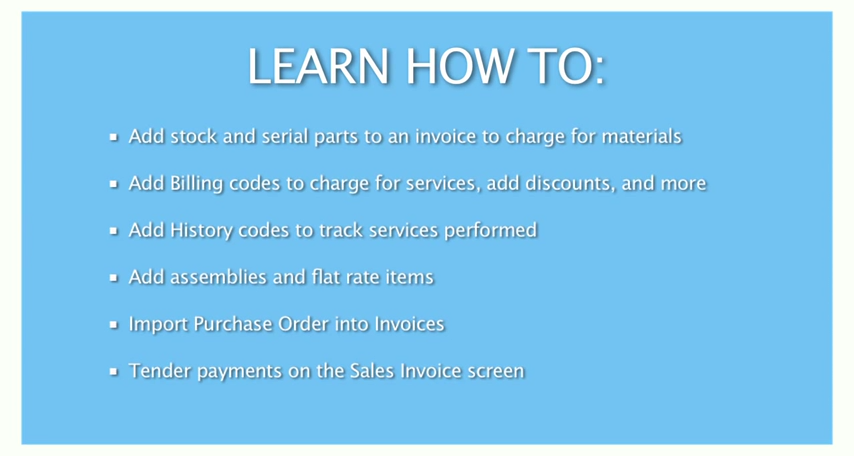 LEARN HOW TO:
▪ Add stock and serial parts to an invoice to charge for materials
▪ Add Billing codes to charge for services, add discounts, and more
▪ Add History codes to track services performed
▪ Add assemblies and flat rate items
▪ Import Purchase Order into Invoices
▪ Tender payments on the Sales Invoice screen